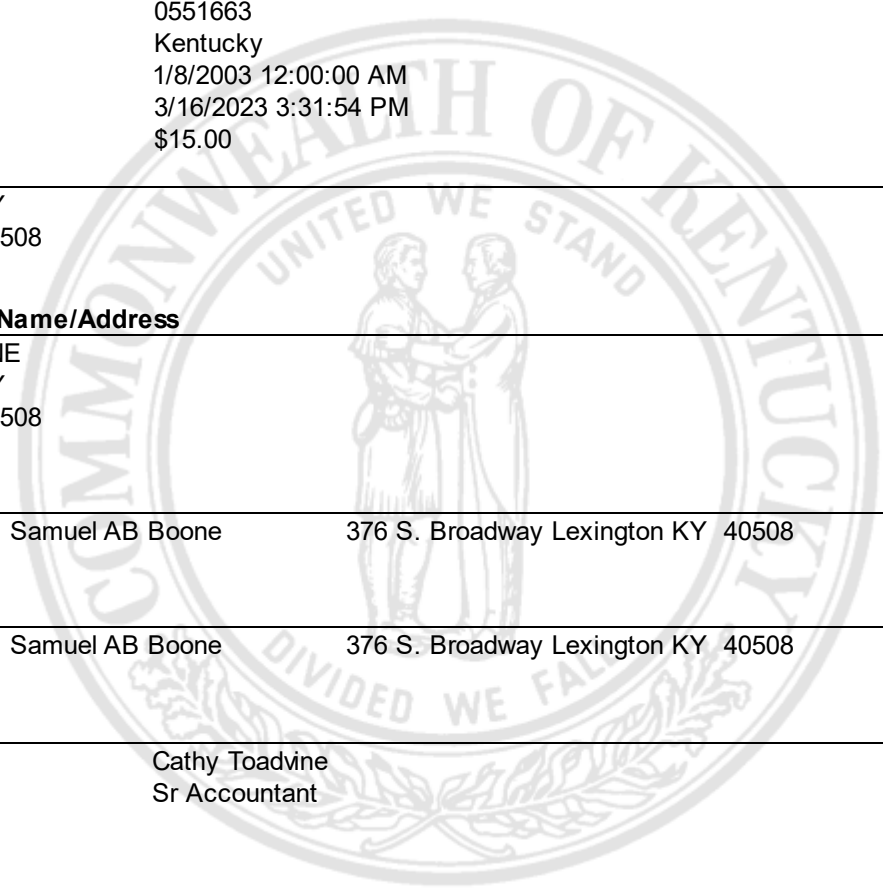 0551663
Kentucky
1/8/2003 12:00:00 AM
3/16/2023 3:31:54 PM
$15.00
COMMONWEALTH OF KENTUCKY
UNITED WE STAND
Y
508
Name/Address
NE
Y
508
Samuel AB Boone 376 S. Broadway Lexington KY 40508
Samuel AB Boone 376 S. Broadway Lexington KY 40508
DIVIDED WE FALL
Cathy Toadvine
Sr Accountant